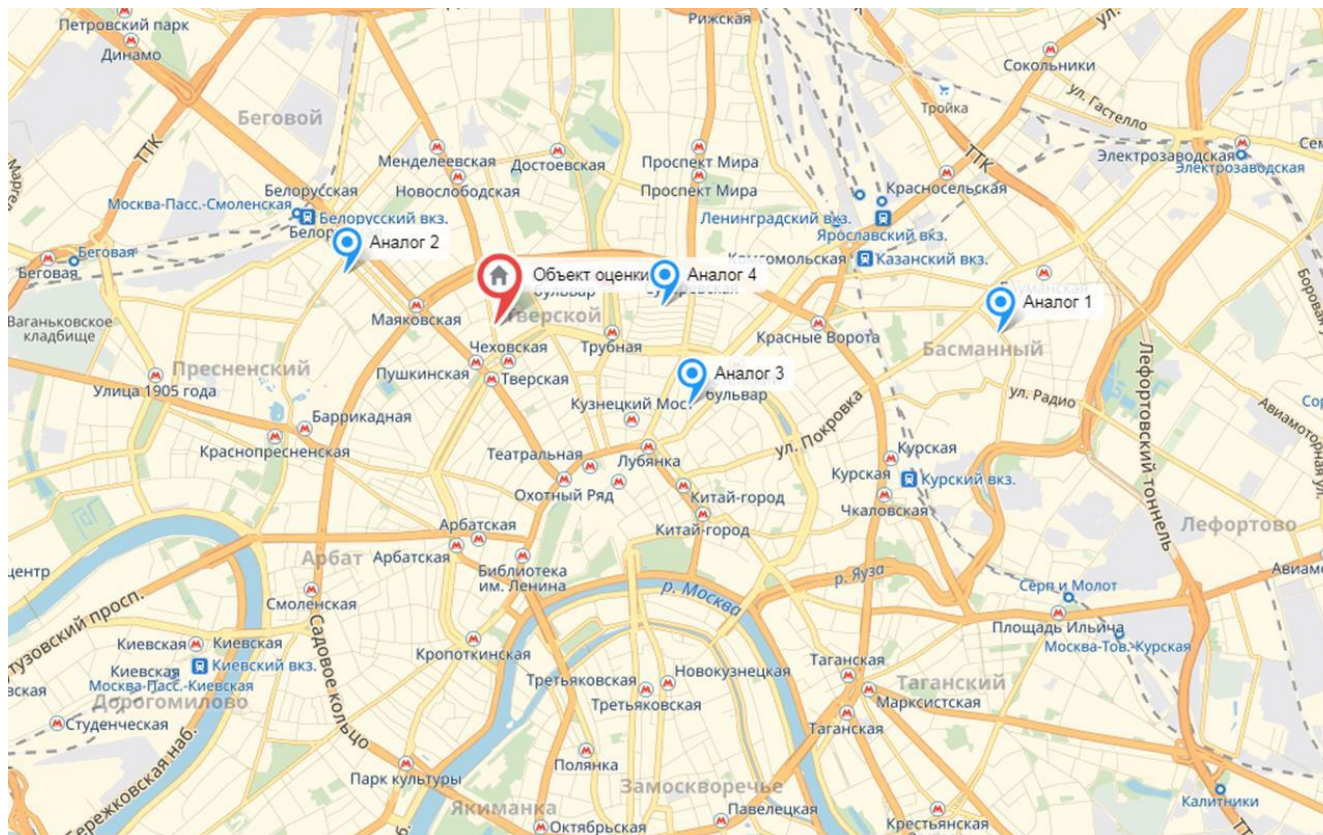 Петровский парк
Динамо
Рижская
Сокольники
ул.
Тройка
ул. Гастелло
Беговой
ТТК
Менделеевская
Достоевская
Проспект Мира
ТТК
Электрозаводская
Электрозаводская
Новослободская
Проспект Мира
Красносельская
Белорусская
Москва-Пасс.-Смоленская
Белорусский вкз.
Ленинградский вкз.
Ярославский вкз.
Аналог 2
Беговая
Беговая
Комсомольская
Казанский вкз.
Объект оценки
бульвар
Аналог 4
Аналог 1
Тверской
Маяковская
Ваганьковское
кладбище
Чеховская
Трубная
Красные Ворота
Басманный
Пресненский
Пушкинская
Тверская
Аналог 3
бульвар
Улица 1905 года
Кузнецкий Мост
ул. Радио
Баррикадная
ул. Покровка
Лефортовский тоннель
Авиамоторная ул.
Краснопресненская
Театральная
Лубянка
Курская
Курская
Курский вкз.
Охотный Ряд
Китай-город
Чкаловская
Китай-город
Лефортово
Арбатская
Арбатская
Арбат
Библиотека
им. Ленина
р. Москва
р. Яуза
Серп и Молот
Смоленская
Площадь Ильича
Москва-Тов.-Курская
Киевская
Киевская
Киевская
Киевский вкз.
Москва-Пасс.-Киевская
Садовое кольцо
Кропоткинская
Третьяковская
Новокузнецкая
Третьяковская
Таганская
Таганский
Марксистская
Таганская
Дорогомилово
Студенческая
Бережковская наб.
Парк культуры
Полянка
Замоскворечье
Якиманка
Октябрьская
Павелецкая
Крестьянская
Калитники
ТТК